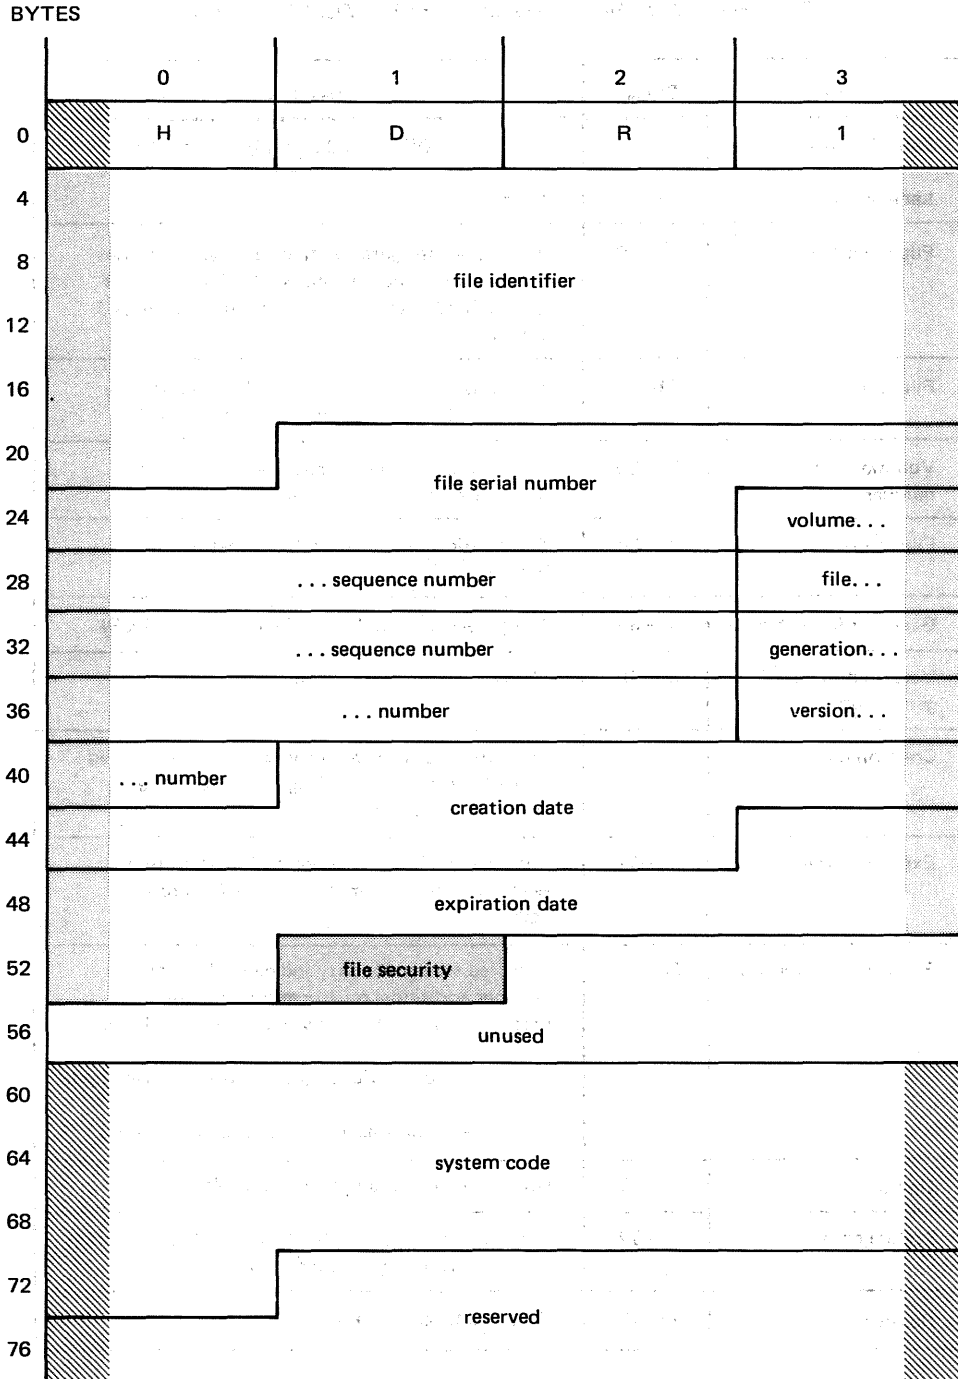 BYTES
0 1 2 3
0 H D R 1
4
8
file identifier
12
16
20
file serial number
24 volume...
28 ...sequence number file...
32 ...sequence number generation...
36 ...number version...
40 ...number
creation date
44
48 expiration date
52 file security
56 unused
60
64
system code
68
72
reserved
76